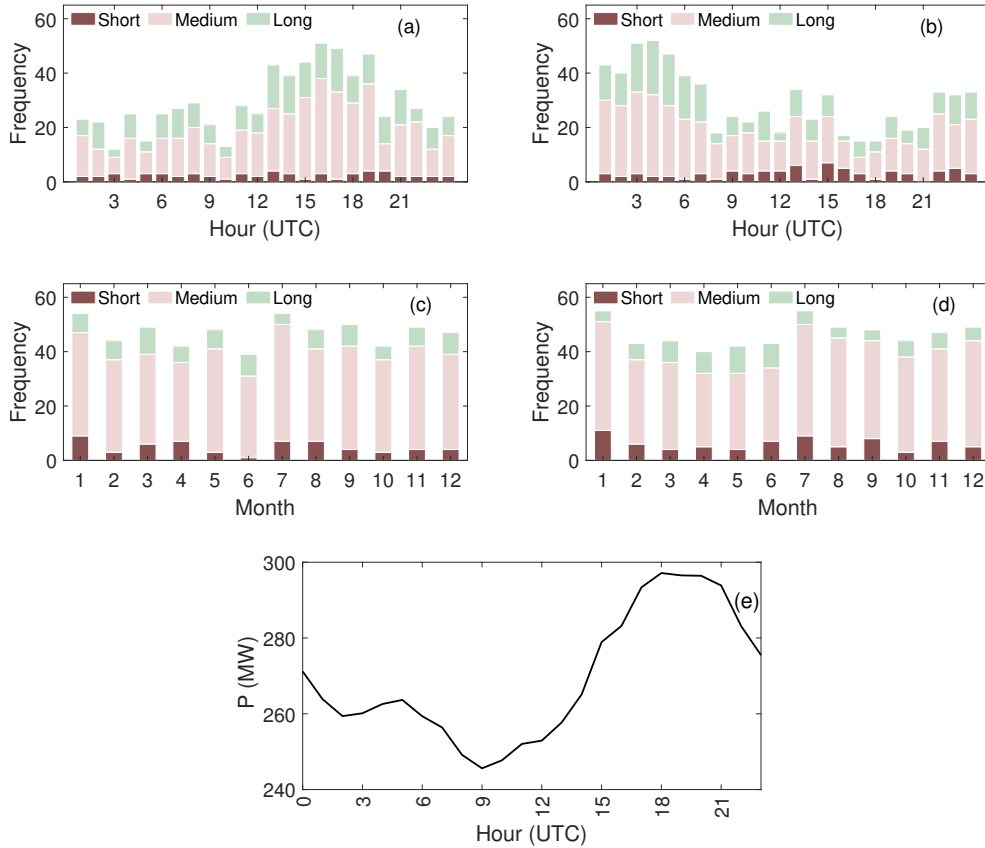 Short Medium Long (a)
60
40
20
0
Frequency
3 6 9 12 15 18 21
Hour (UTC)
Short Medium Long (b)
60
40
20
0
Frequency
3 6 9 12 15 18 21
Hour (UTC)
Short Medium Long (c)
60
40
20
0
Frequency
1 2 3 4 5 6 7 8 9 10 11 12
Month
Short Medium Long (d)
60
40
20
0
Frequency
1 2 3 4 5 6 7 8 9 10 11 12
Month
(e)
300
280
260
240
P (MW)
0 3 6 9 12 15 18 21
Hour (UTC)